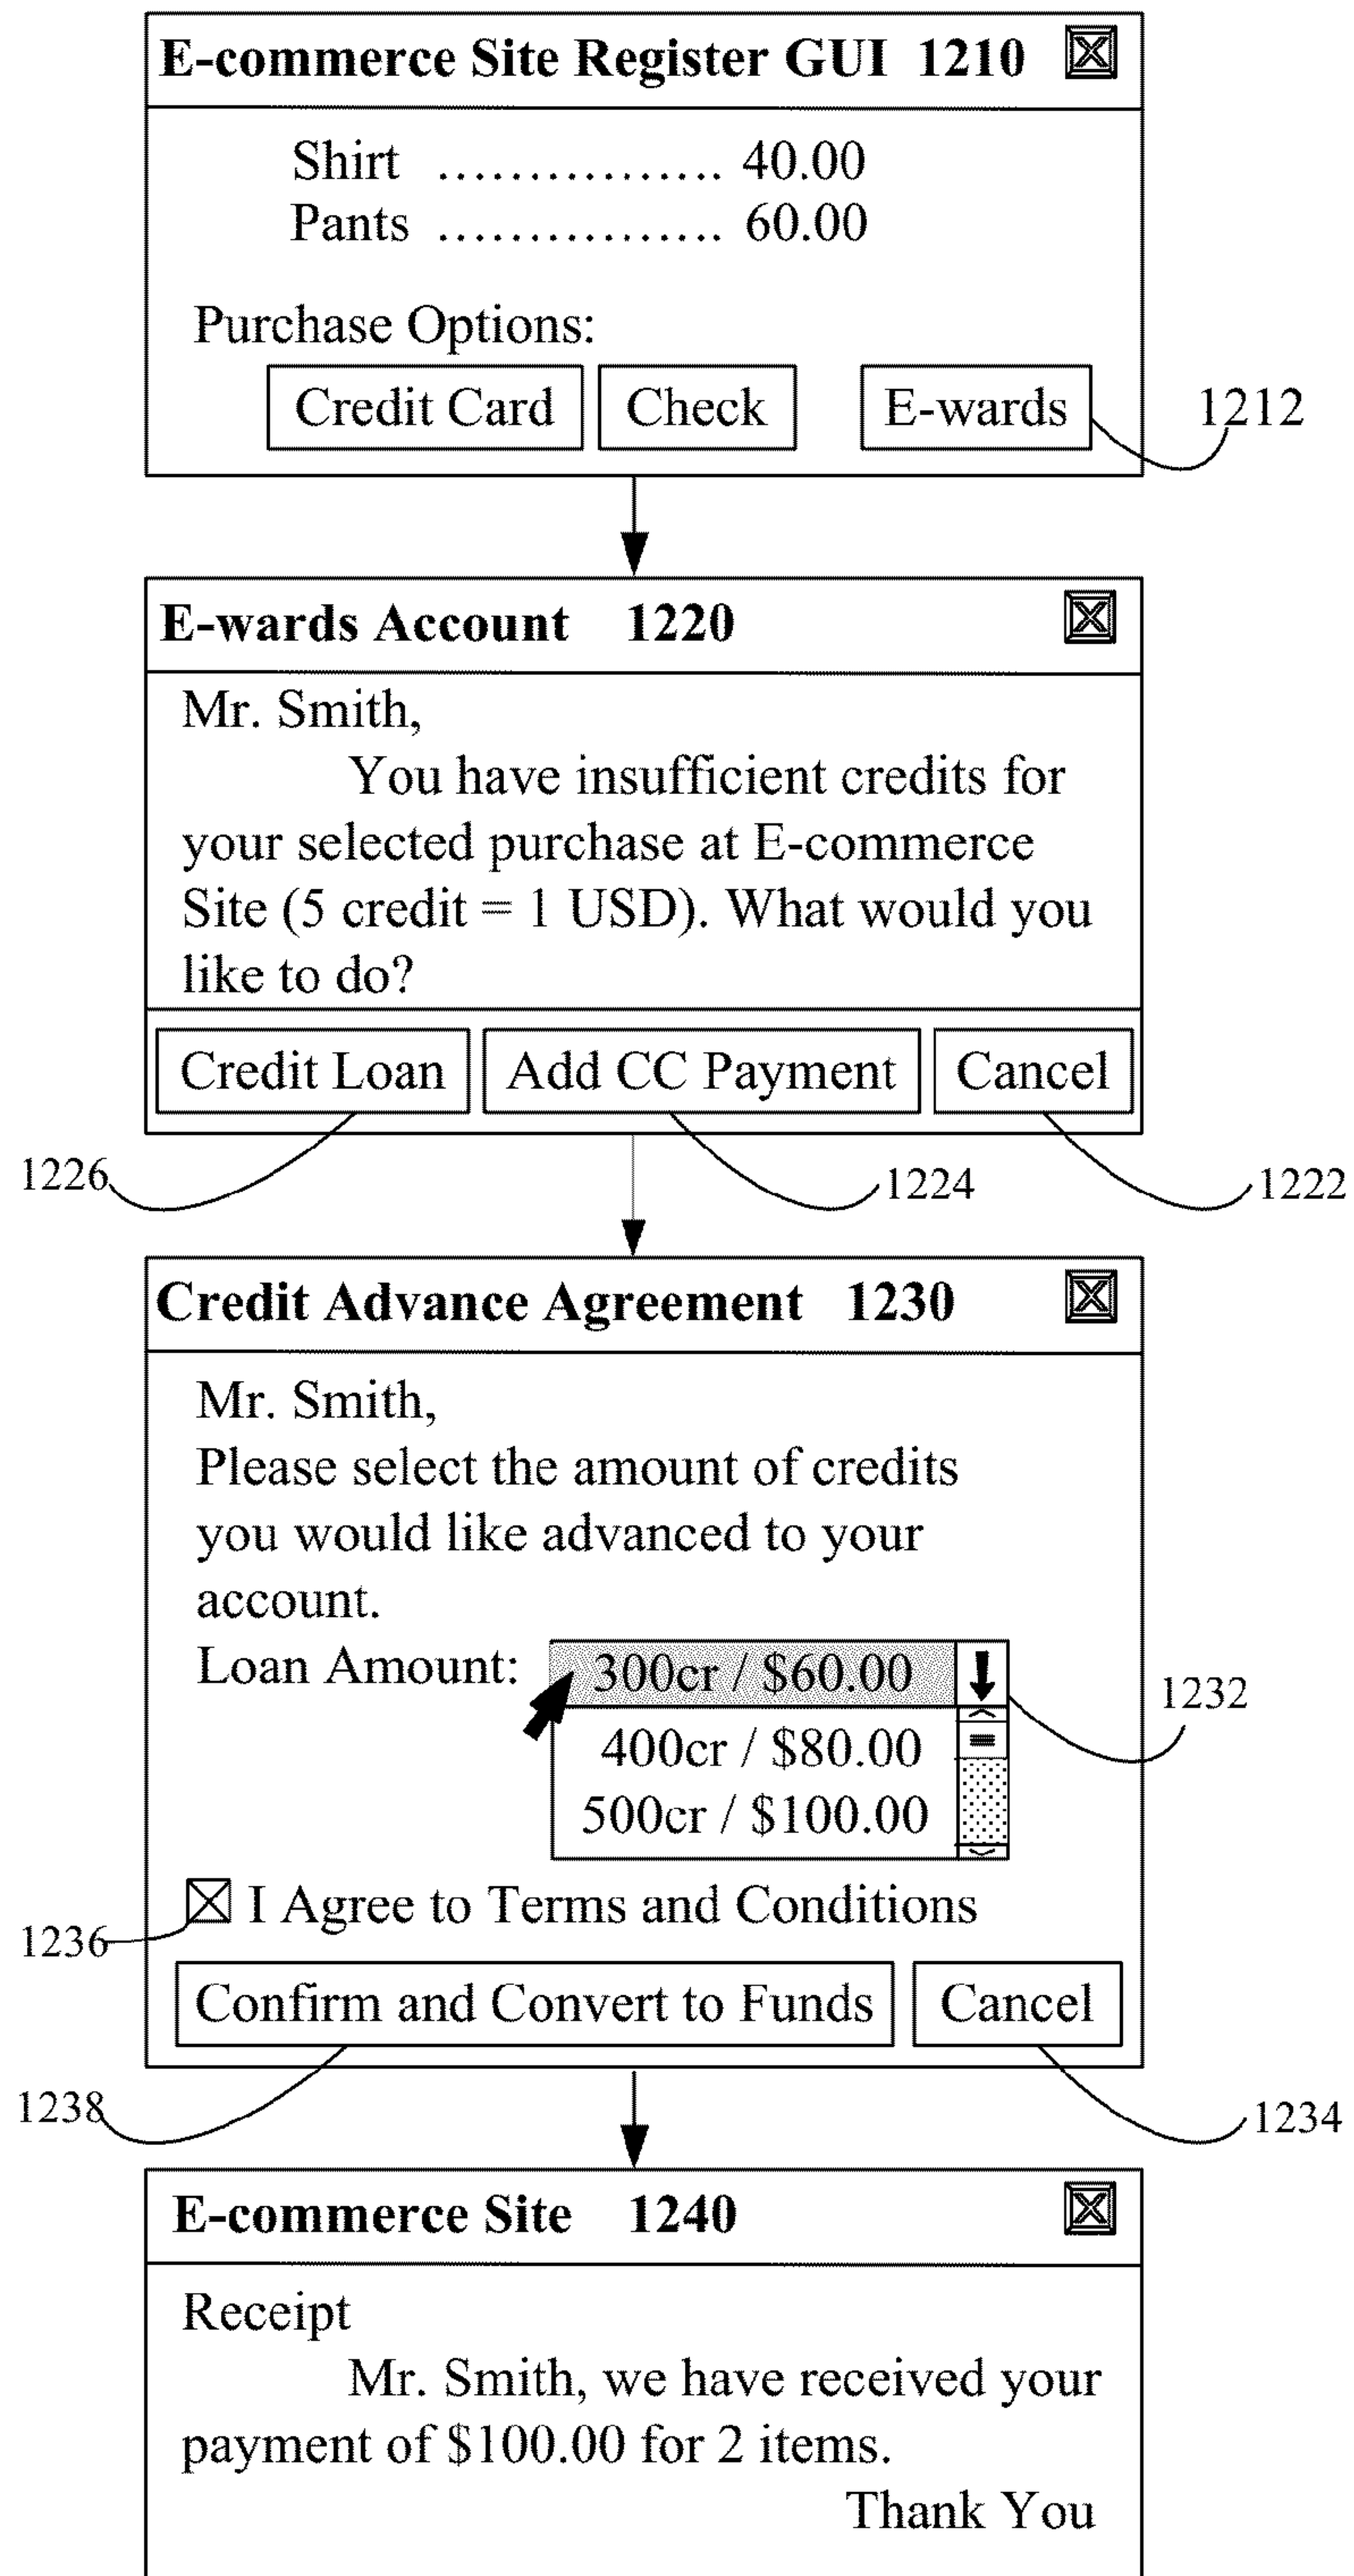 E-commerce Site Register GUI 1210
Shirt ................ 40.00
Pants ................ 60.00
Purchase Options:
Credit Card Check E-wards 1212
E-wards Account 1220
Mr. Smith,
You have insufficient credits for
your selected purchase at E-commerce
Site (5 credit = 1 USD). What would you
like to do?
Credit Loan Add CC Payment Cancel
1226 1224 1222
Credit Advance Agreement 1230
Mr. Smith,
Please select the amount of credits
you would like advanced to your
account.
Loan Amount: 300cr / $60.00
1232
400cr / $80.00
500cr / $100.00
I Agree to Terms and Conditions
1236
Confirm and Convert to Funds Cancel
1238 1234
E-commerce Site 1240
Receipt
Mr. Smith, we have received your
payment of $100.00 for 2 items.
Thank You